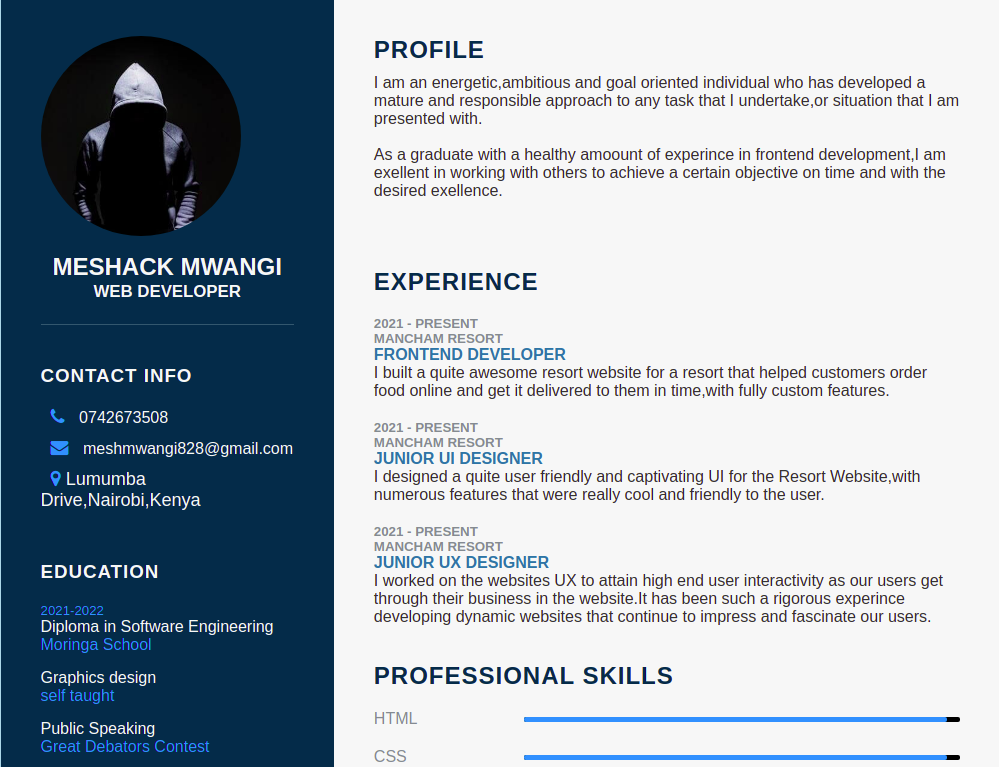 MESHACK MWANGI
WEB DEVELOPER
CONTACT INFO
0742673508
meshmwangi828@gmail.com
Lumumba
Drive,Nairobi,Kenya
EDUCATION
2021-2022
Diploma in Software Engineering
Moringa School
Graphics design
self taught
Public Speaking
Great Debators Contest
PROFILE
I am an energetic,ambitious and goal oriented individual who has developed a
mature and responsible approach to any task that I undertake,or situation that I am
presented with.
As a graduate with a healthy amoount of experince in frontend development,I am
exellent in working with others to achieve a certain objective on time and with the
desired exellence.
EXPERIENCE
2021 - PRESENT
MANCHAM RESORT
FRONTEND DEVELOPER
I built a quite awesome resort website for a resort that helped customers order
food online and get it delivered to them in time,with fully custom features.
2021 - PRESENT
MANCHAM RESORT
JUNIOR UI DESIGNER
I designed a quite user friendly and captivating UI for the Resort Website,with
numerous features that were really cool and friendly to the user.
2021 - PRESENT
MANCHAM RESORT
JUNIOR UX DESIGNER
I worked on the websites UX to attain high end user interactivity as our users get
through their business in the website.It has been such a rigorous experince
developing dynamic websites that continue to impress and fascinate our users.
PROFESSIONAL SKILLS
HTML
CSS